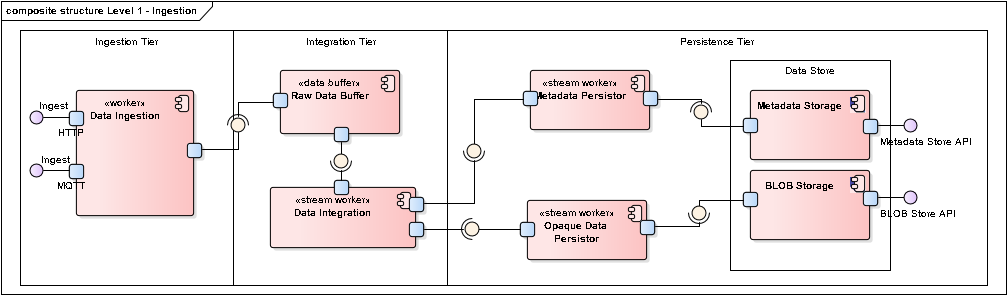 composite structure Level 1 - Ingestion
Ingestion Tier
Integration Tier
Persistence Tier
Data Store
Ingest
HTTP
Ingest
MQTT
«worker»
Data Ingestion
«data buffer»
Raw Data Buffer
«stream worker»
Data Integration
«stream worker»
Metadata Persistor
«stream worker»
Opaque Data
Persistor
Metadata Storage
Metadata Store API
BLOB Storage
BLOB Store API